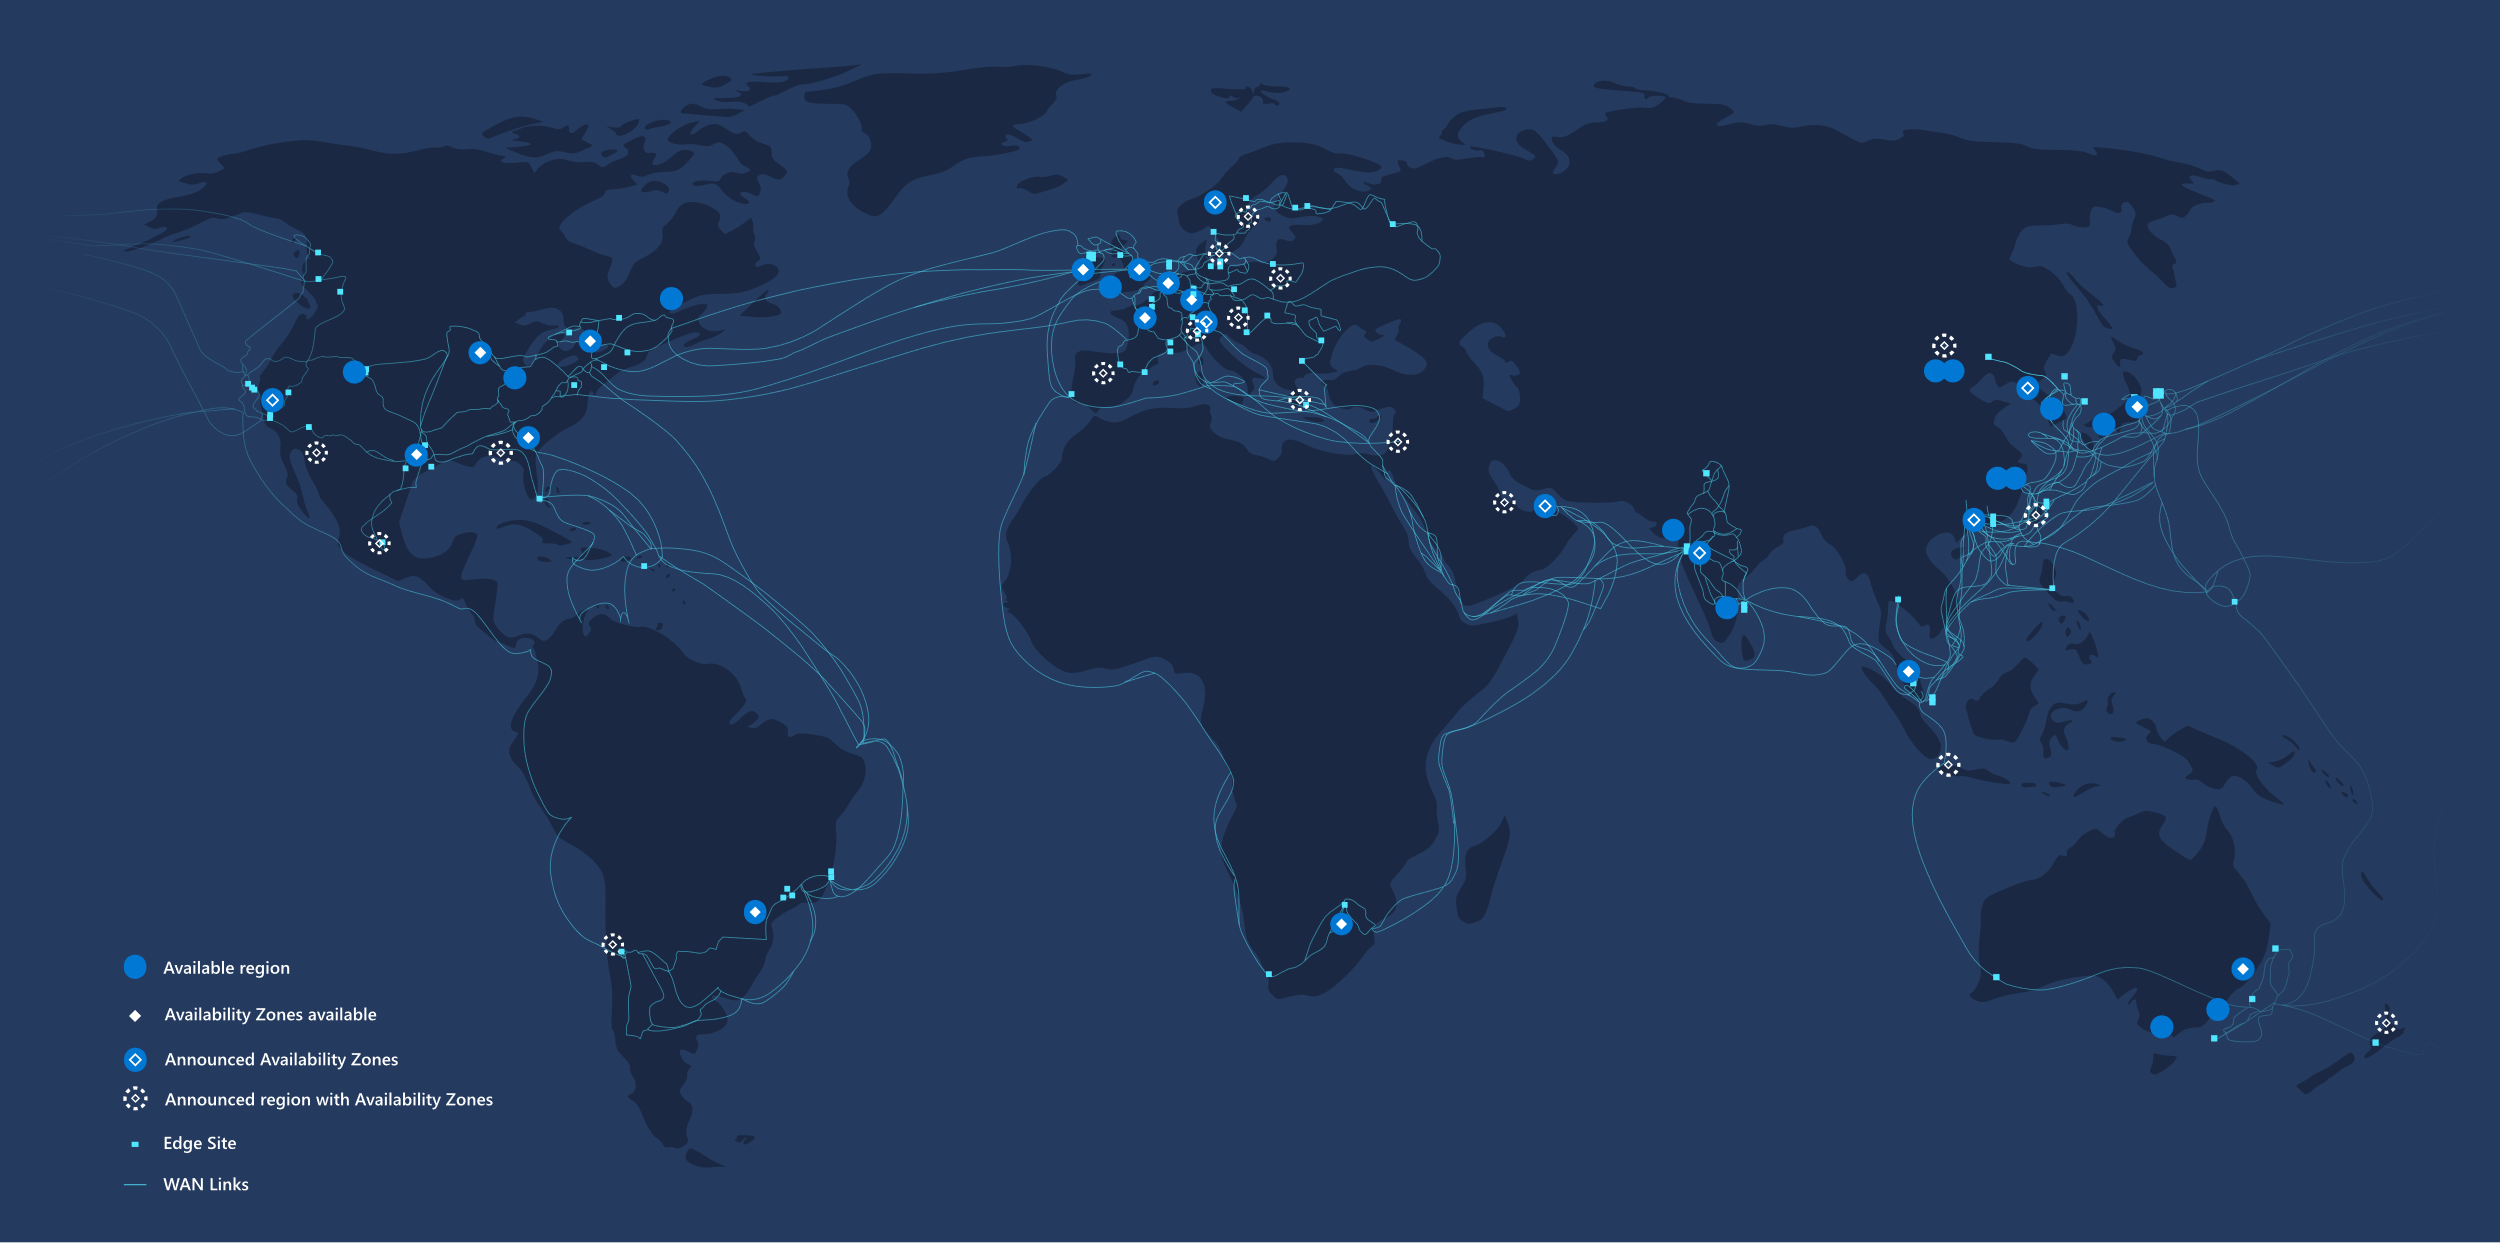 Available region
Availability Zones available
Announced Availability Zones
Announced region with Availability Zones
Edge Site
WAN Links